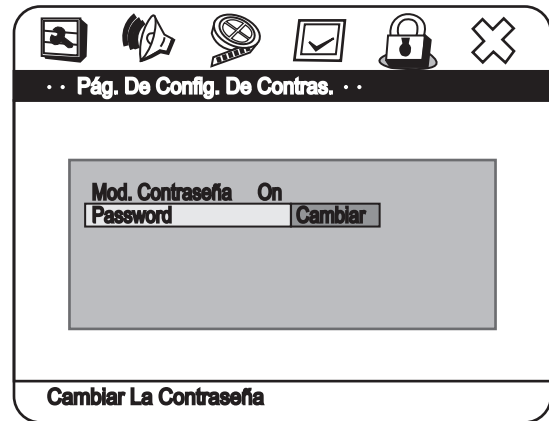 ·· Pág. De Config. De Contras. ··
Mod. Contraseña On
Password Cambiar
Cambiar La Contraseña